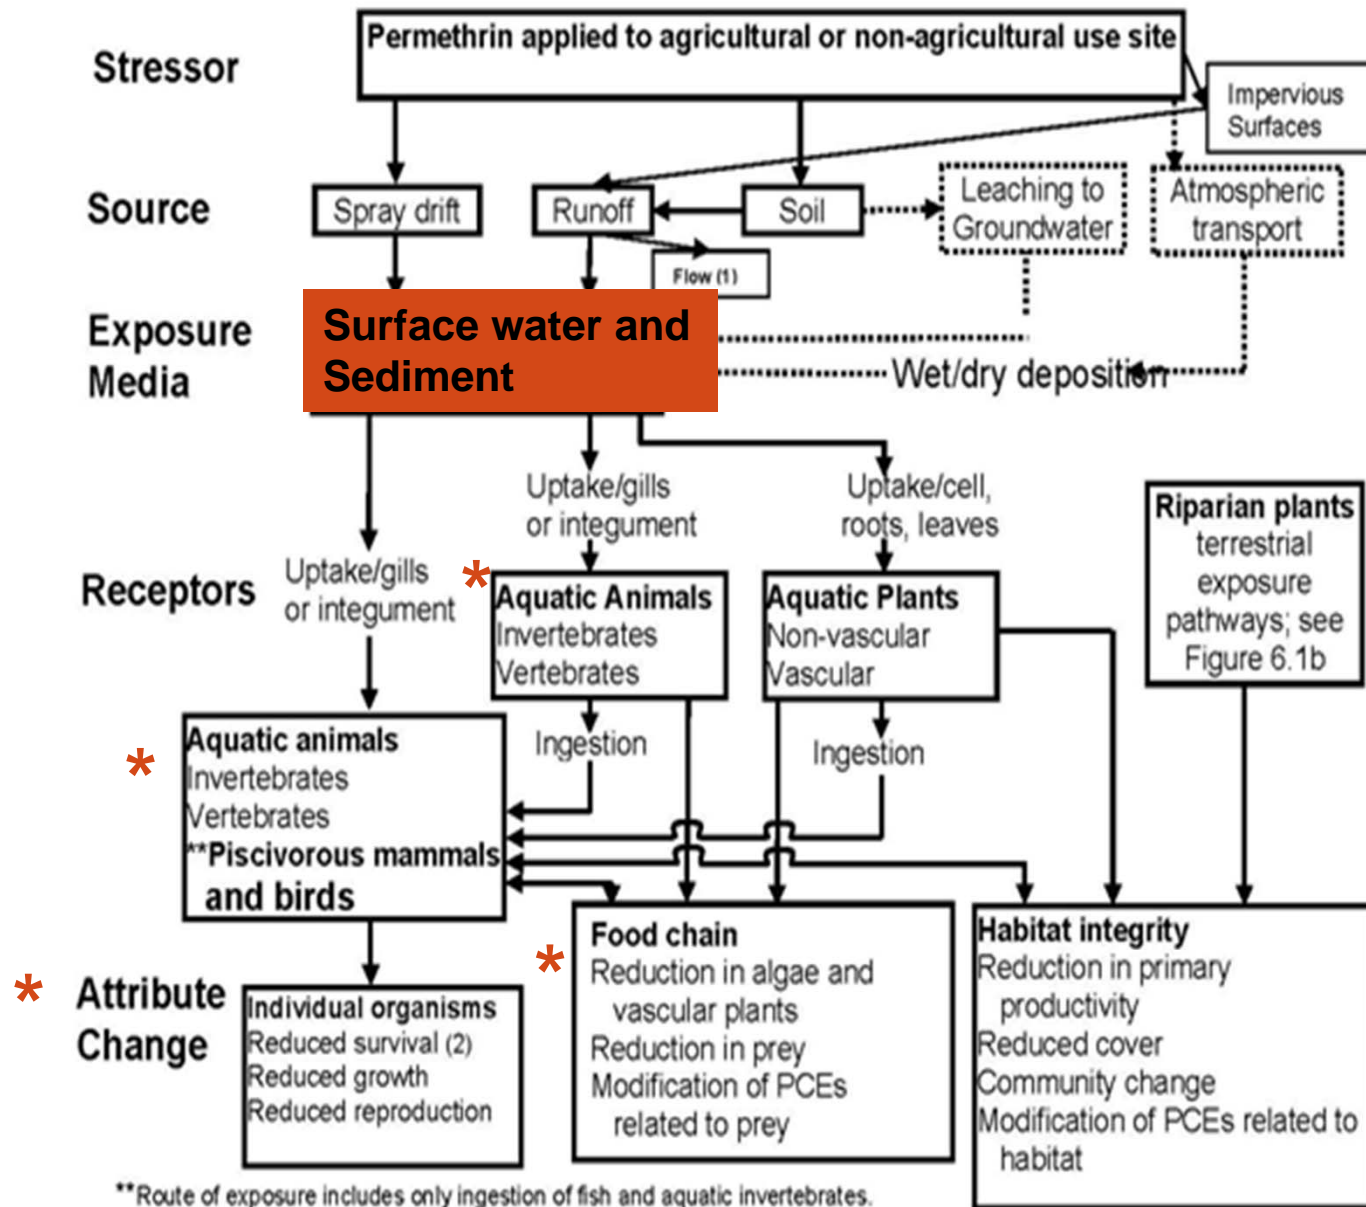 Stressor
Permethrin applied to agricultural or non-agricultural use site
Impervious
Surfaces
Source
Spray drift
Runoff
Soil
Leaching to
Groundwater
Atmospheric
transport
Flow (1)
Exposure
Media
Surface water and
Sediment
Wet/dry deposition
Receptors
Uptake/gills
or integument
Uptake/gills
or integument
Uptake/cell,
roots, leaves
* Aquatic Animals
Invertebrates
Vertebrates
Aquatic Plants
Non-vascular
Vascular
Riparian plants
terrestrial
exposure
pathways; see
Figure 6.1b
Ingestion
Ingestion
* Aquatic animals
Invertebrates
Vertebrates
**Piscivorous mammals
and birds
* Attribute
Change
Individual organisms
Reduced survival (2)
Reduced growth
Reduced reproduction
* Food chain
Reduction in algae and
vascular plants
Reduction in prey
Modification of PCEs
related to prey
Habitat integrity
Reduction in primary
productivity
Reduced cover
Community change
Modification of PCEs related to
habitat
**Route of exposure includes only ingestion of fish and aquatic invertebrates.